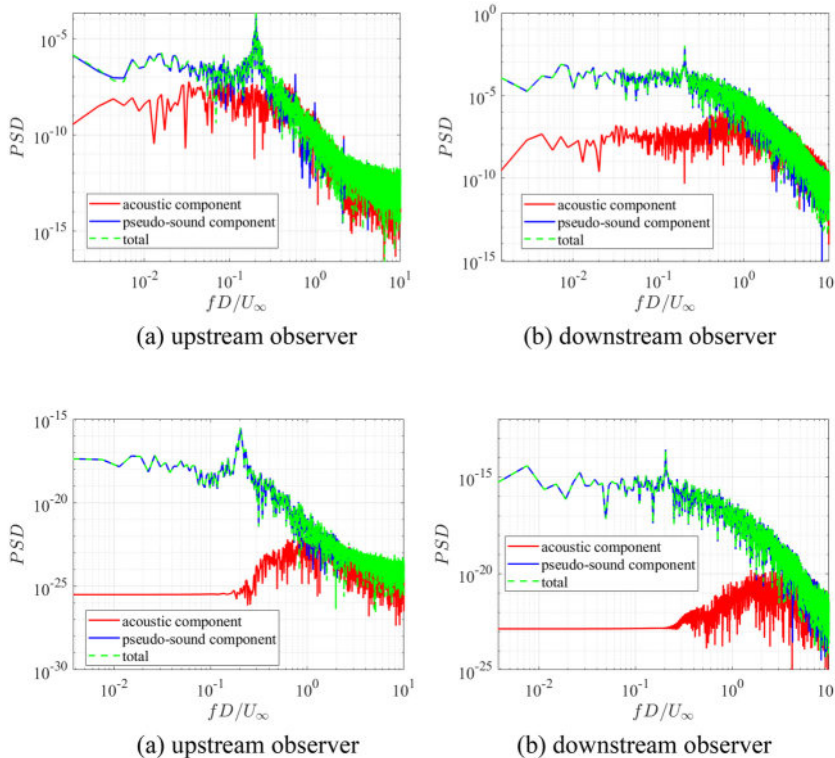 10^-5
10^-10
10^-15
PSD
acoustic component
pseudo-sound component
total
10^-2 10^-1 10^0 10^1
fD/U∞
(a) upstream observer
10^0
10^-5
10^-10
10^-15
PSD
acoustic component
pseudo-sound component
total
10^-2 10^0 10^1
fD/U∞
(b) downstream observer
10^-15
10^-20
10^-25
10^-30
PSD
acoustic component
pseudo-sound component
total
10^-2 10^-1 10^0 10^1
fD/U∞
(a) upstream observer
10^-15
10^-20
10^-25
PSD
acoustic component
pseudo-sound component
total
10^-2 10^0 10^1
fD/U∞
(b) downstream observer